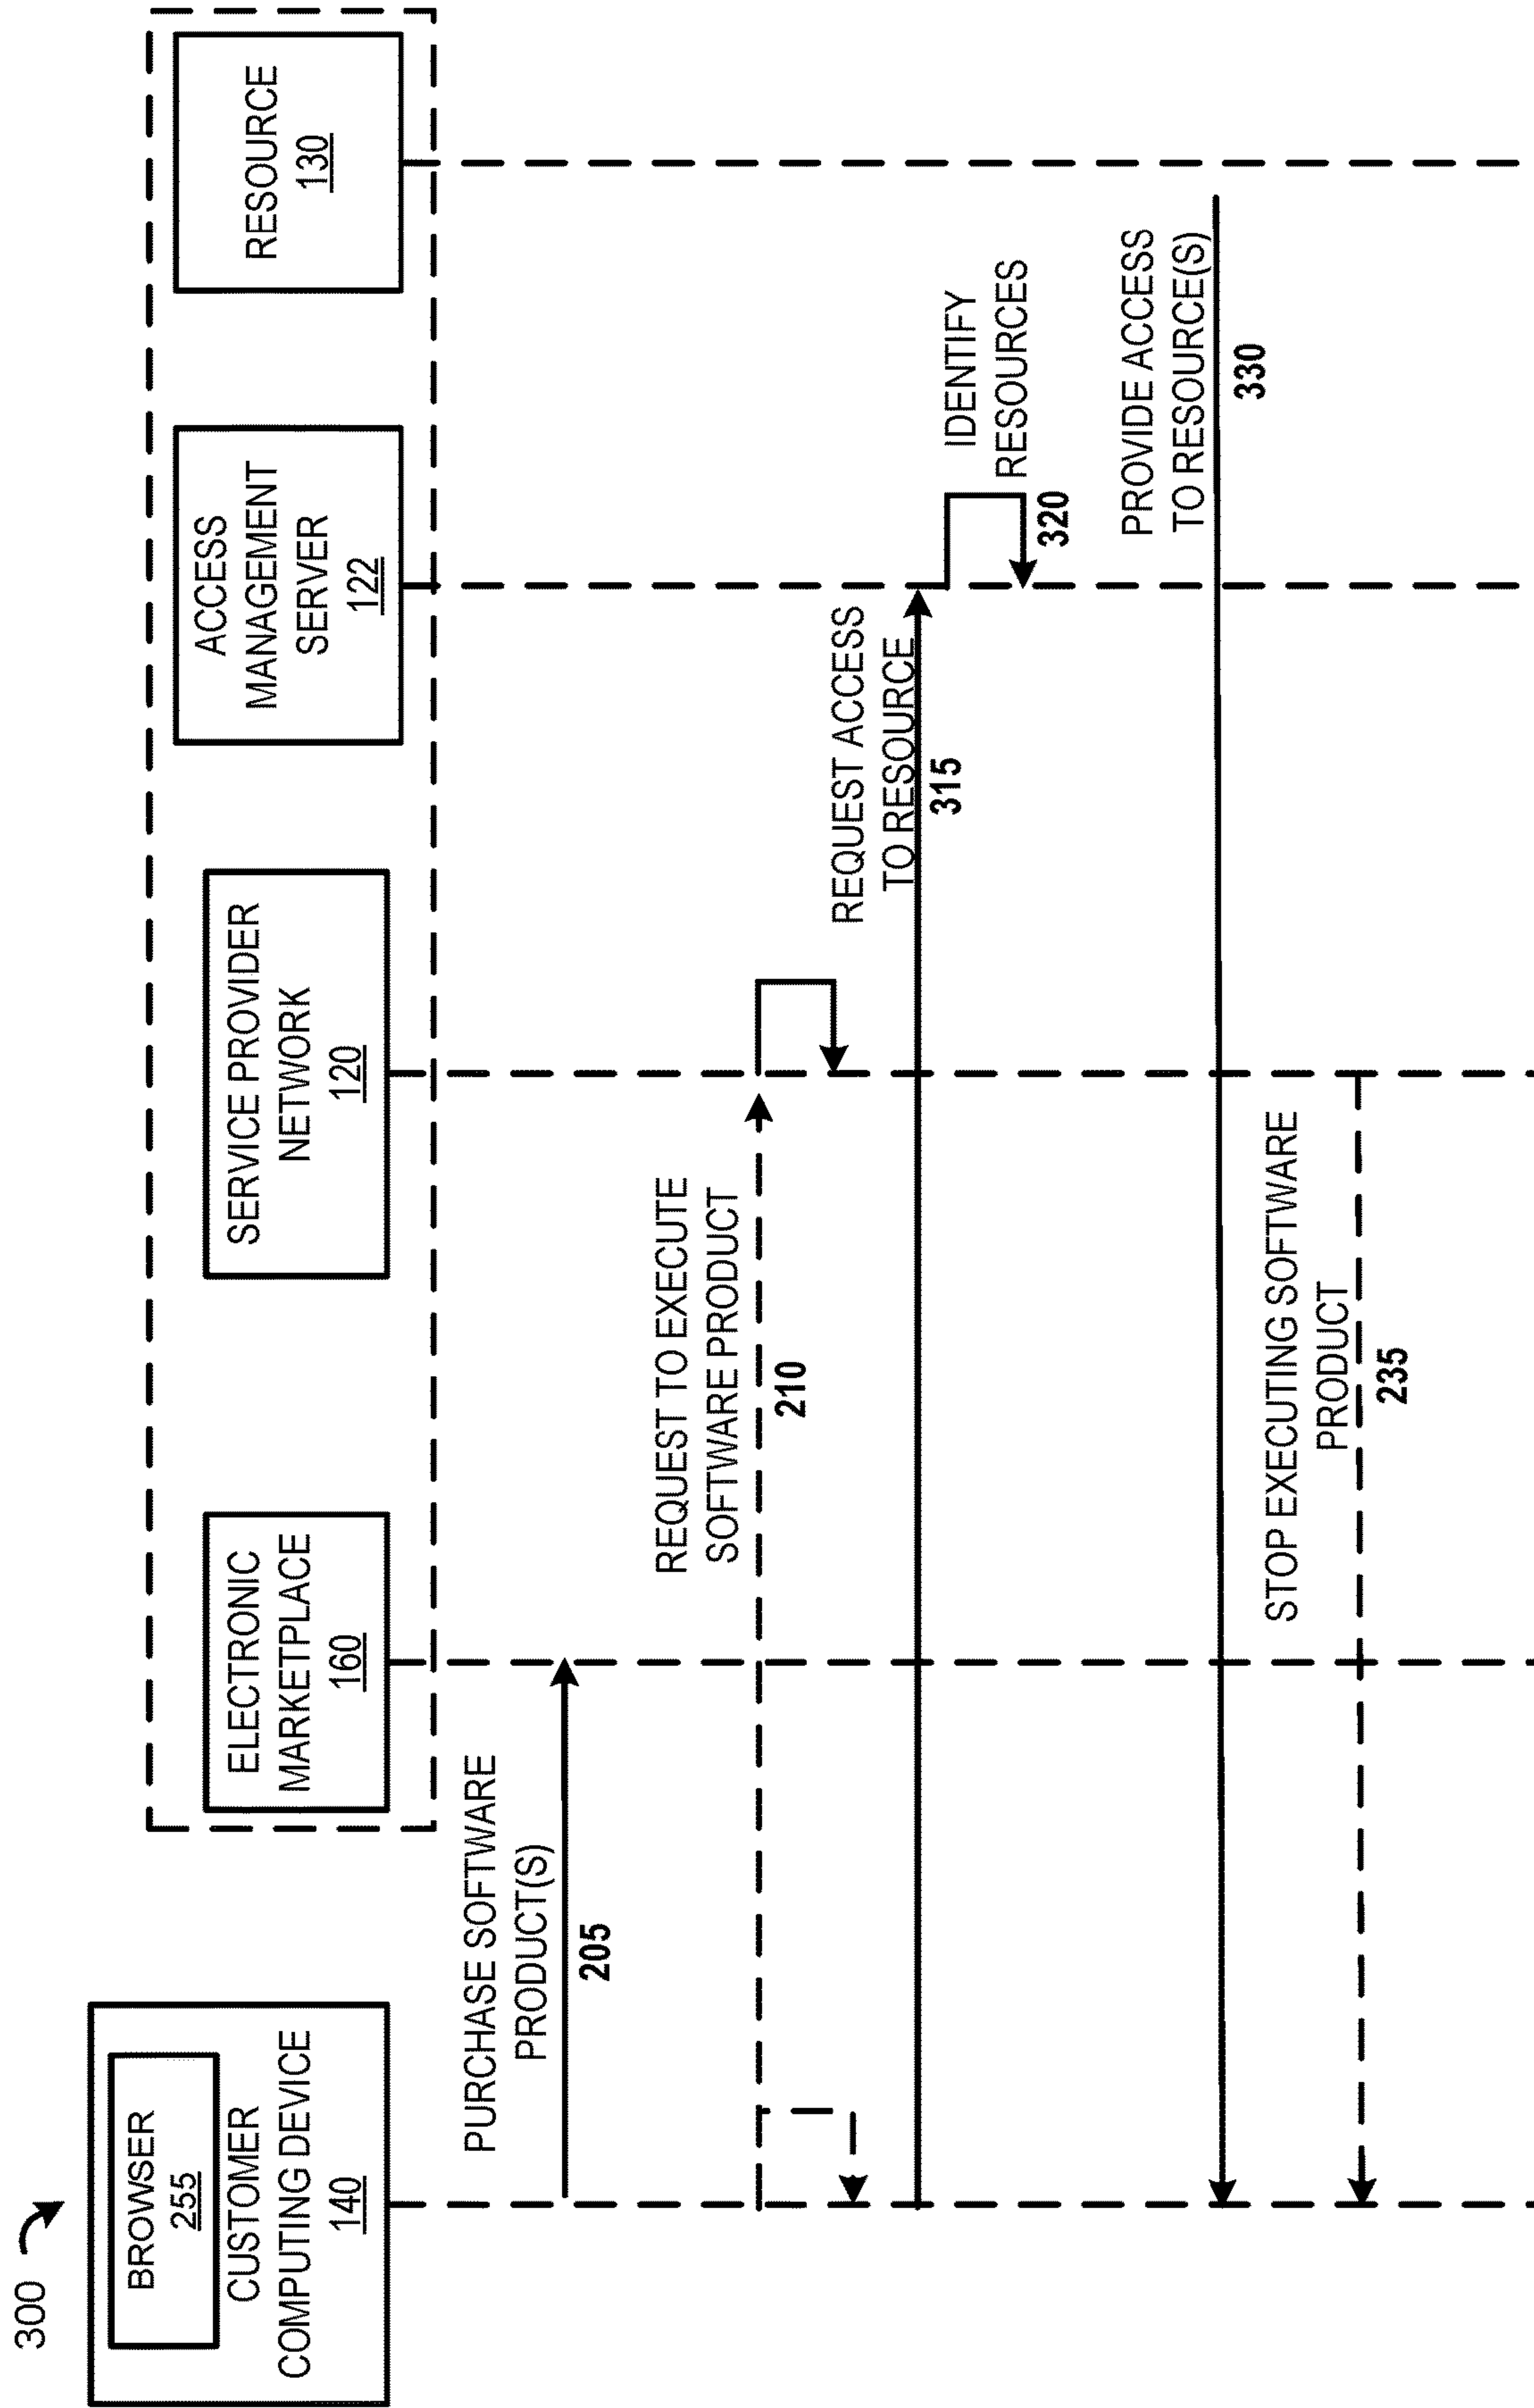 300
BROWSER
255
CUSTOMER
COMPUTING DEVICE
140
ELECTRONIC
MARKETPLACE
160
SERVICE PROVIDER
NETWORK
120
ACCESS
MANAGEMENT
SERVER
122
RESOURCE
130
PURCHASE SOFTWARE
PRODUCT(S)
205
REQUEST TO EXECUTE
SOFTWARE PRODUCT
210
REQUEST ACCESS
TO RESOURCE
315
IDENTIFY
RESOURCES
320
PROVIDE ACCESS
TO RESOURCE(S)
330
STOP EXECUTING SOFTWARE
PRODUCT
235